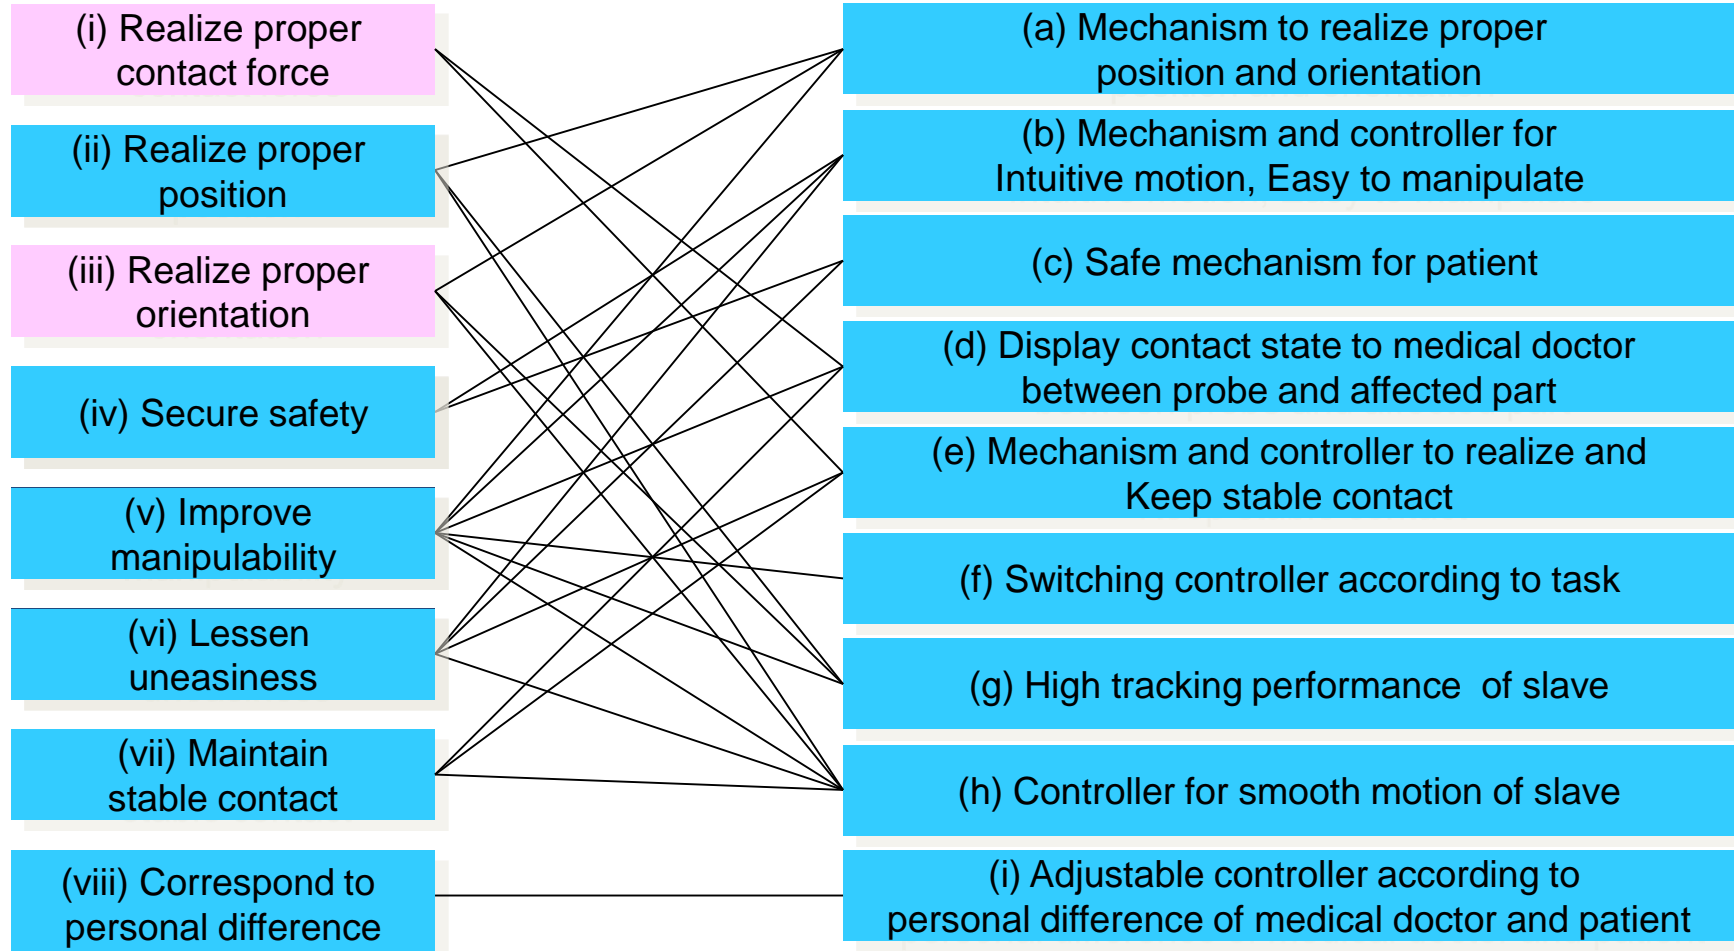 (i) Realize proper
contact force
(ii) Realize proper
position
(iii) Realize proper
orientation
(iv) Secure safety
(v) Improve
manipulability
(vi) Lessen
uneasiness
(vii) Maintain
stable contact
(viii) Correspond to
personal difference
(a) Mechanism to realize proper
position and orientation
(b) Mechanism and controller for
Intuitive motion, Easy to manipulate
(c) Safe mechanism for patient
(d) Display contact state to medical doctor
between probe and affected part
(e) Mechanism and controller to realize and
Keep stable contact
(f) Switching controller according to task
(g) High tracking performance  of slave
(h) Controller for smooth motion of slave
(i) Adjustable controller according to
personal difference of medical doctor and patient